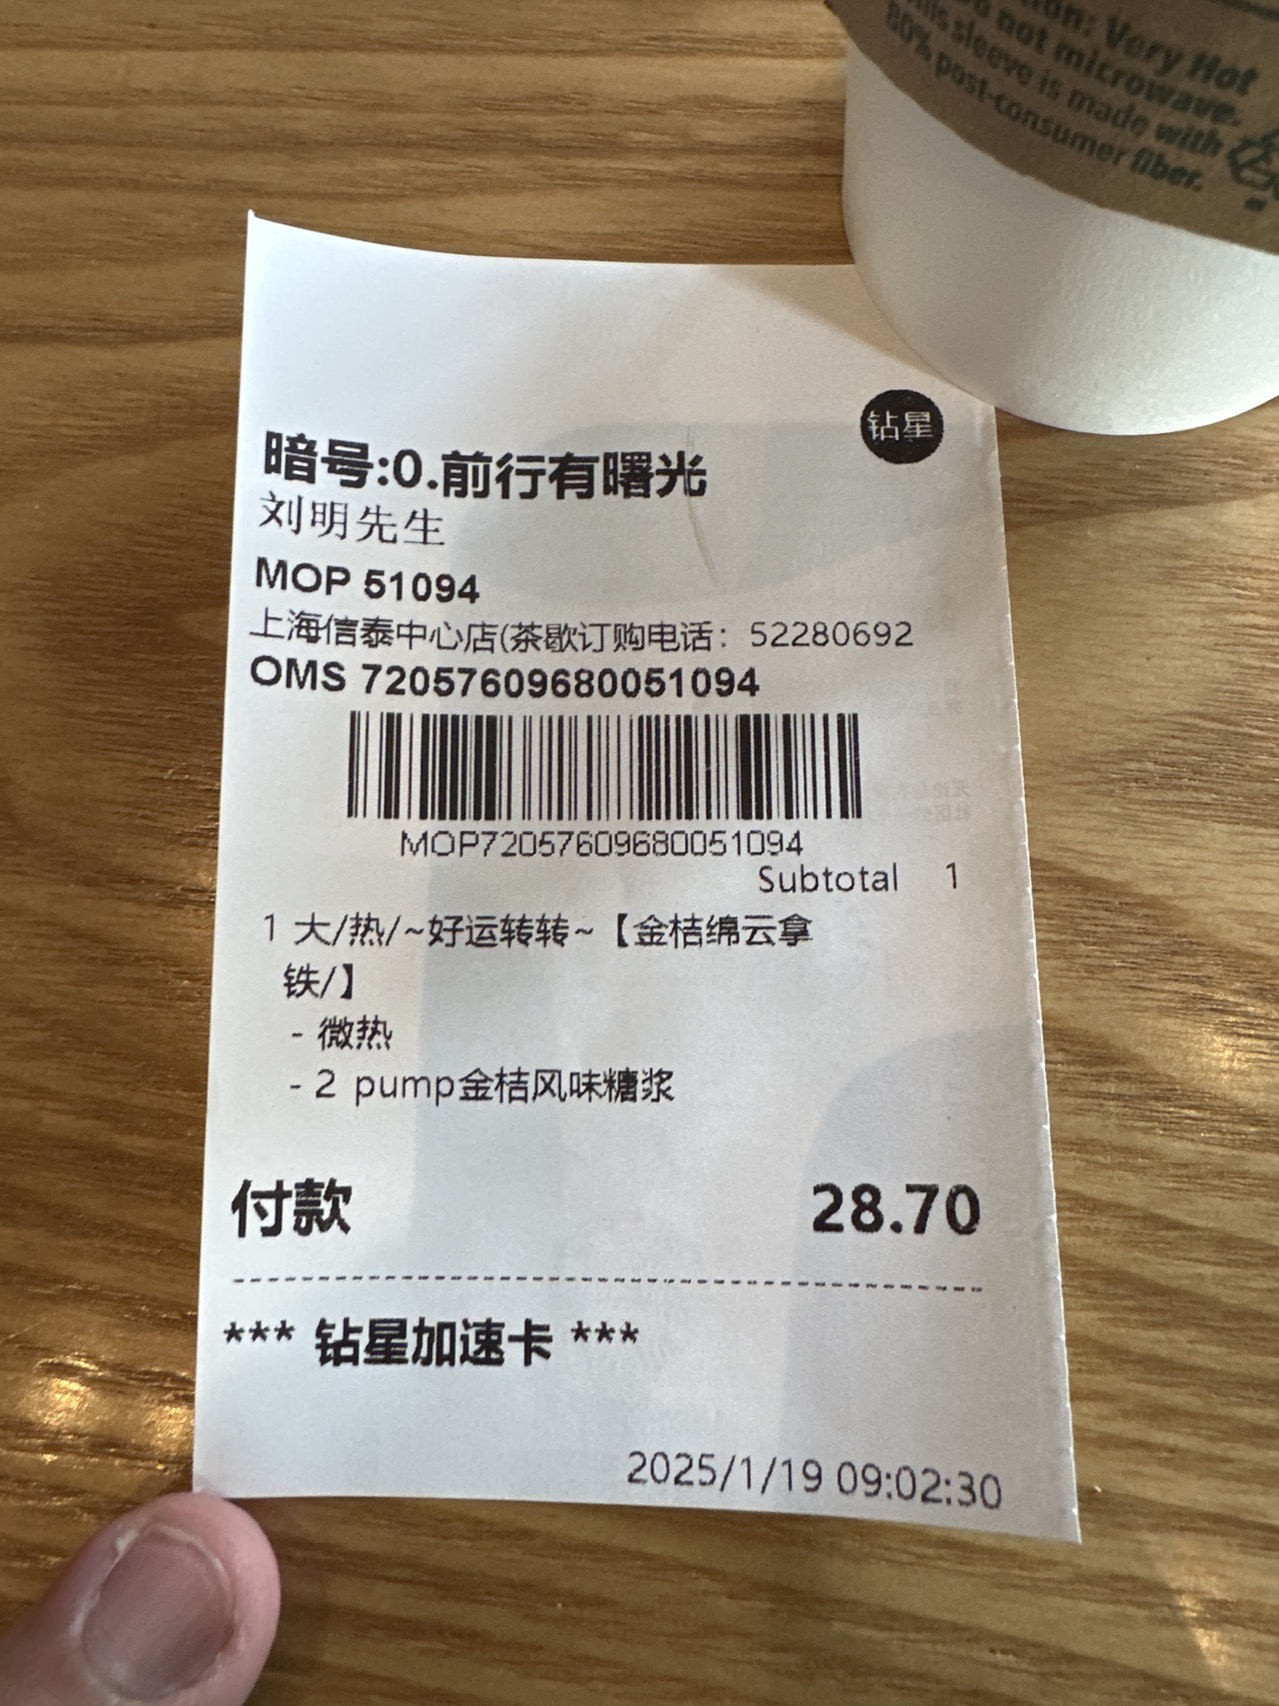 tion: Very Hot
Do not microwave.
This sleeve is made with
80% post-consumer fiber.
钻星
暗号:0.前行有曙光
刘明先生
MOP 51094
上海信泰中心店(茶歇订购电话：52280692
OMS 72057609680051094
MOP72057609680051094
Subtotal 1
1 大/热/~好运转转~【金桔绵云拿
铁/】
- 微热
- 2 pump金桔风味糖浆
付款 28.70
*** 钻星加速卡 ***
2025/1/19 09:02:30